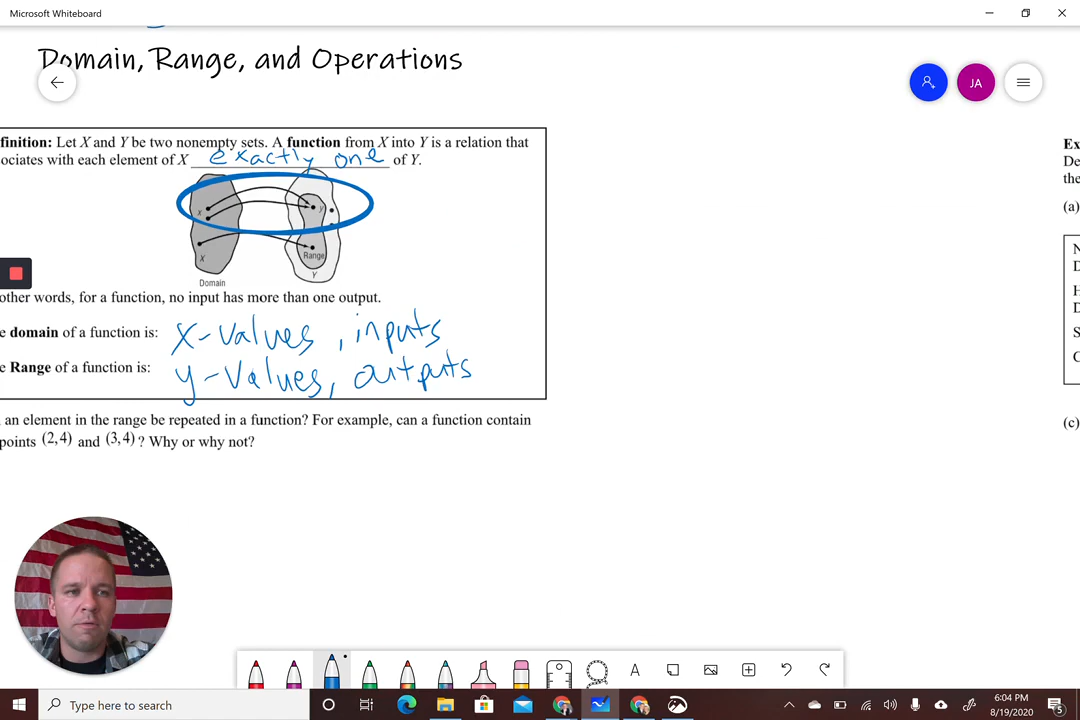 Microsoft Whiteboard
Domain, Range, and Operations
JA
finition: Let X and Y be two nonempty sets. A function from X into Y is a relation that
ociates with each element of X exactly one of Y.
x
y
X
Range
Y
Domain
other words, for a function, no input has more than one output.
e domain of a function is: x-values, inputs
e Range of a function is: y-values, outputs
, an element in the range be repeated in a function? For example, can a function contain
points (2,4) and (3,4)? Why or why not?
Ex
De
the
(a)
N
D
H
D
S
C
(c)
A
Type here to search
6:04 PM
8/19/2020
5